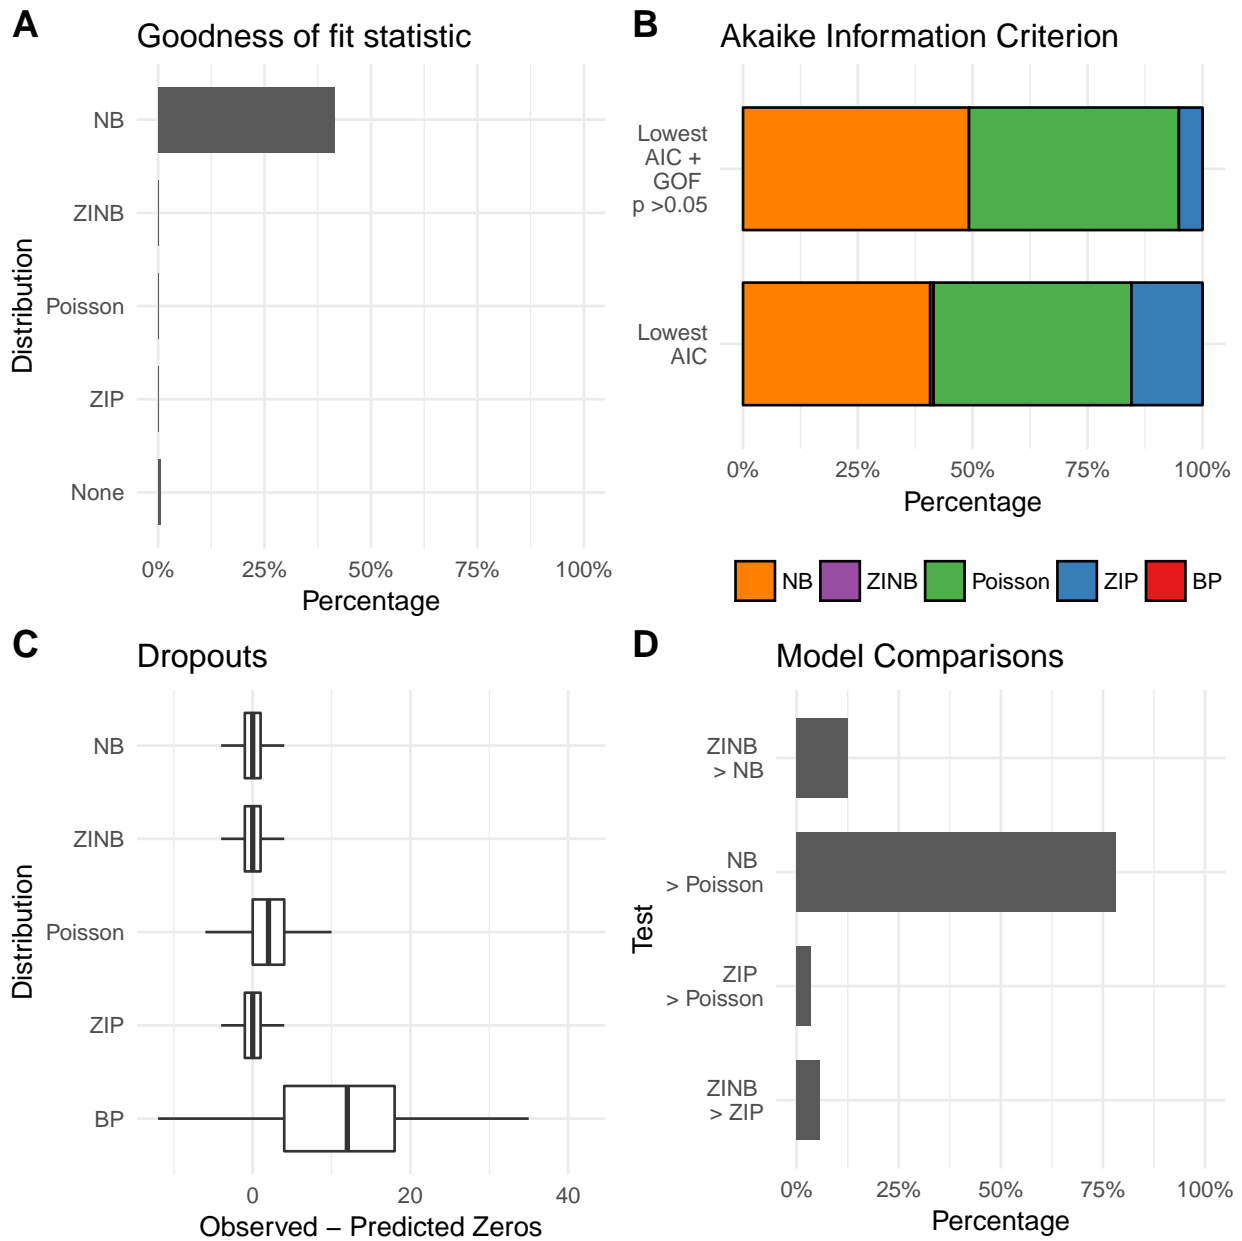 A
Goodness of fit statistic
Distribution
NB
ZINB
Poisson
ZIP
None
0% 25% 50% 75% 100%
Percentage
B
Akaike Information Criterion
Lowest
AIC +
GOF
p >0.05
Lowest
AIC
0% 25% 50% 75% 100%
Percentage
NB ZINB Poisson ZIP BP
C
Dropouts
Distribution
NB
ZINB
Poisson
ZIP
BP
0 20 40
Observed − Predicted Zeros
D
Model Comparisons
Test
ZINB
> NB
NB
> Poisson
ZIP
> Poisson
ZINB
> ZIP
0% 25% 50% 75% 100%
Percentage